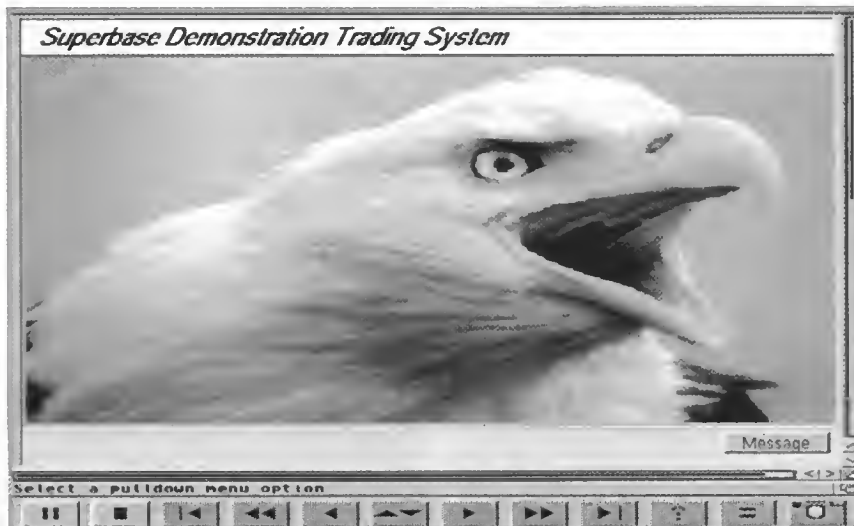 Superbase Demonstration Trading System
Message
Select a pulldown menu option